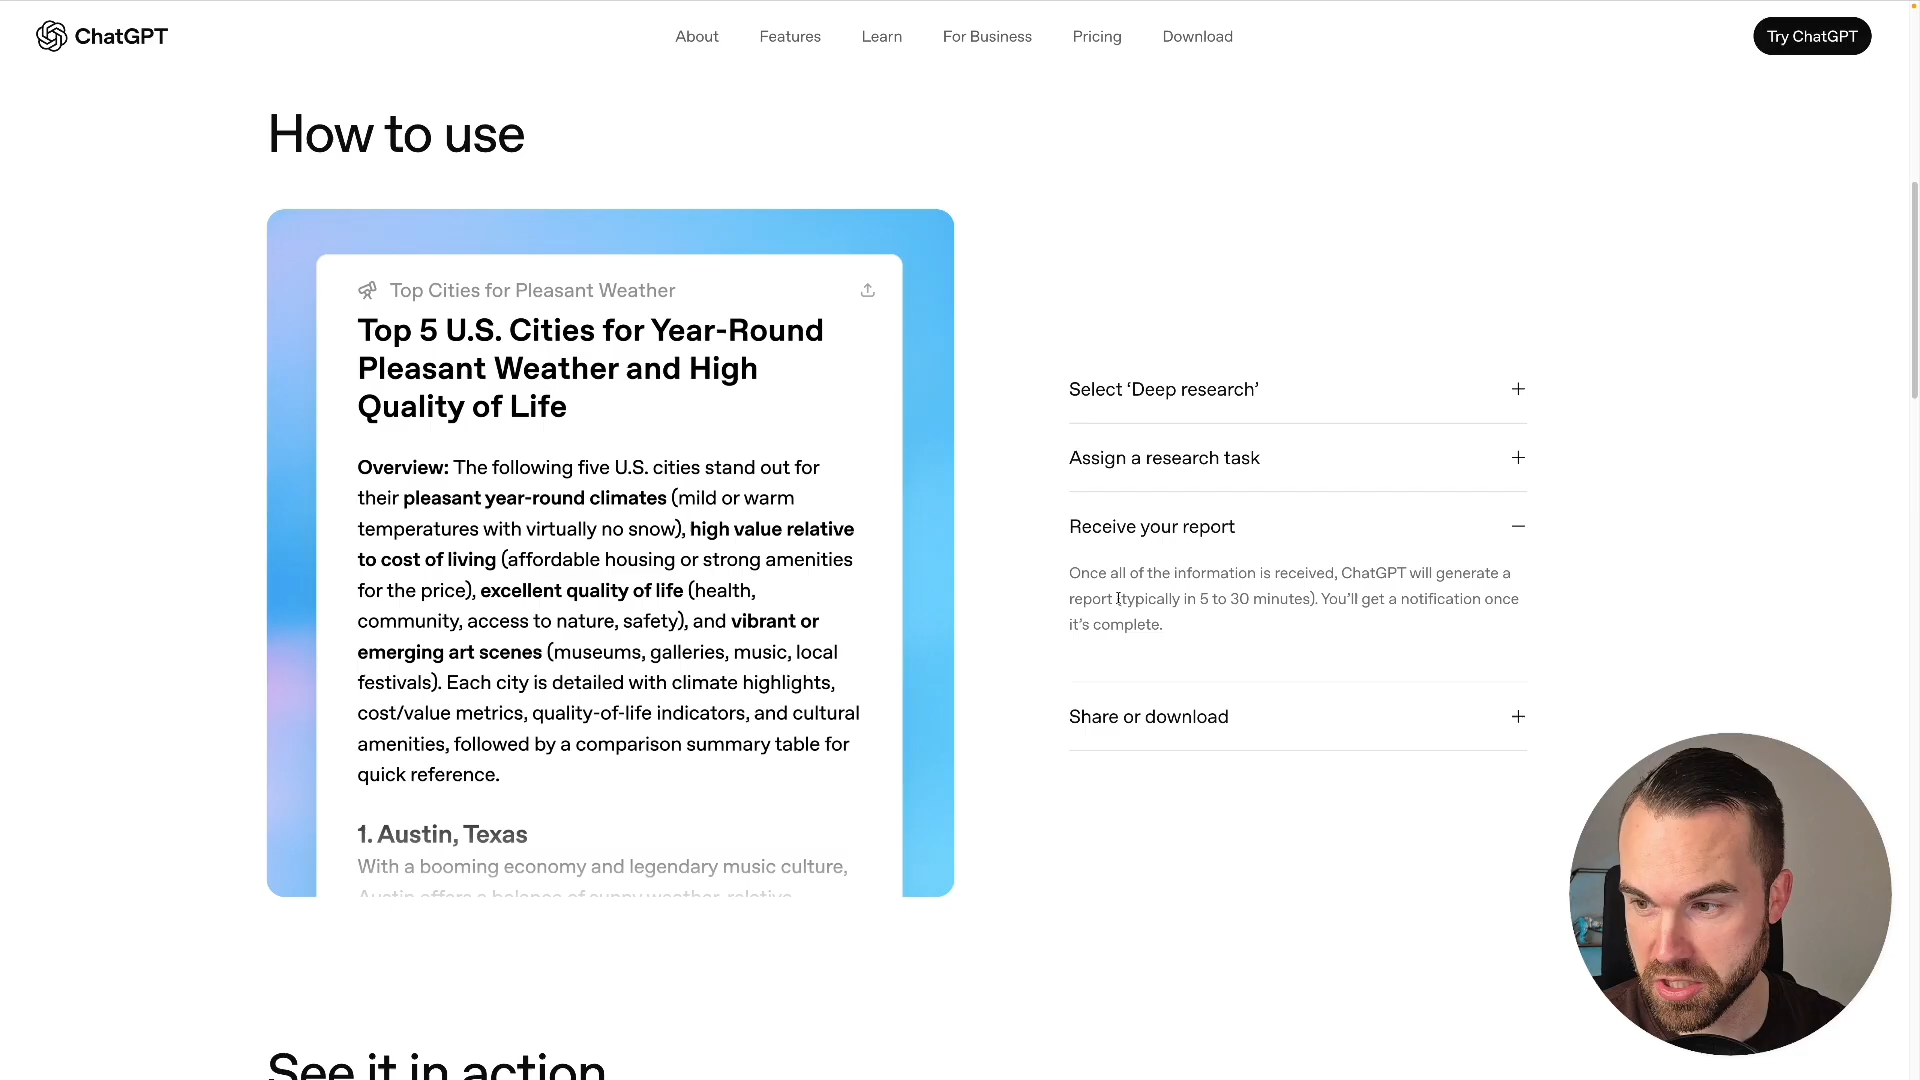 ChatGPT
About
Features
Learn
For Business
Pricing
Download
Try ChatGPT
How to use
Top Cities for Pleasant Weather
Top 5 U.S. Cities for Year-Round
Pleasant Weather and High
Quality of Life
Overview: The following five U.S. cities stand out for
their pleasant year-round climates (mild or warm
temperatures with virtually no snow), high value relative
to cost of living (affordable housing or strong amenities
for the price), excellent quality of life (health,
community, access to nature, safety), and vibrant or
emerging art scenes (museums, galleries, music, local
festivals). Each city is detailed with climate highlights,
cost/value metrics, quality-of-life indicators, and cultural
amenities, followed by a comparison summary table for
quick reference.
1. Austin, Texas
With a booming economy and legendary music culture,
Austin offers a balance of sunny weather, relative
Select ‘Deep research’
Assign a research task
Receive your report
Once all of the information is received, ChatGPT will generate a
report (typically in 5 to 30 minutes). You’ll get a notification once
it’s complete.
Share or download
See it in action